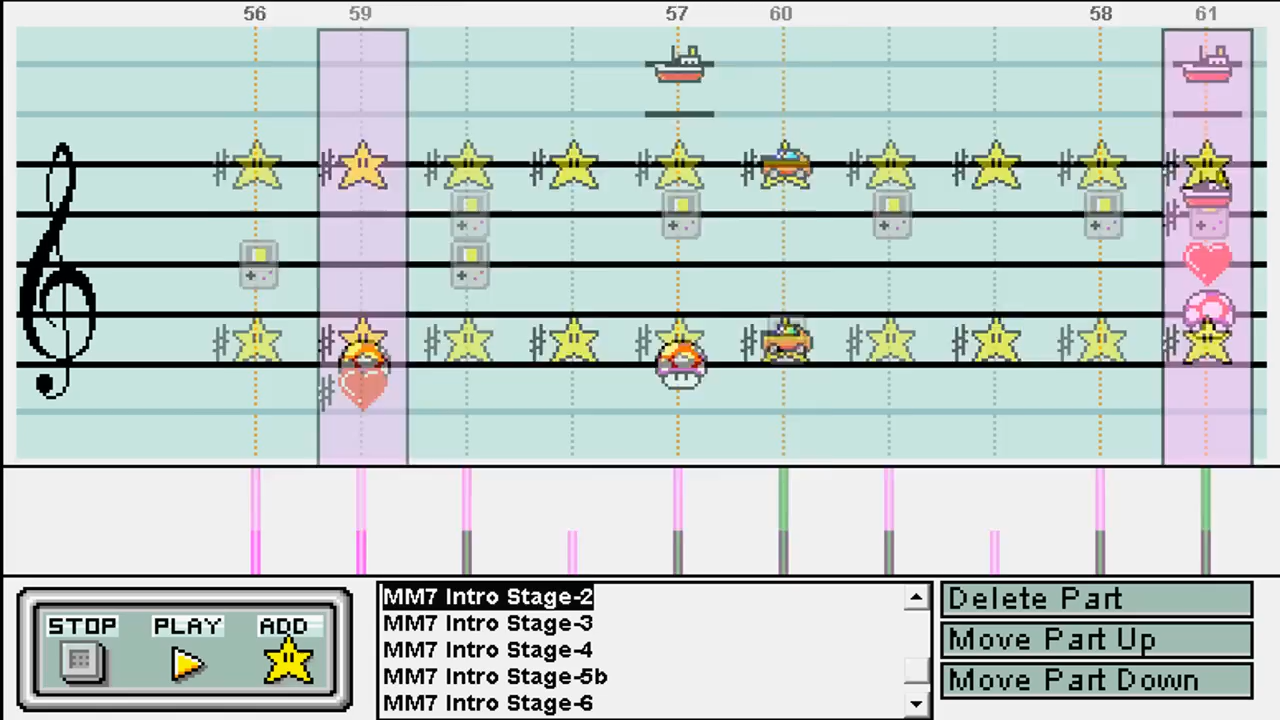 56 59 57 60 58 61
STOP PLAY ADD
MM7 Intro Stage-2
MM7 Intro Stage-3
MM7 Intro Stage-4
MM7 Intro Stage-5b
MM7 Intro Stage-6
Delete Part
Move Part Up
Move Part Down